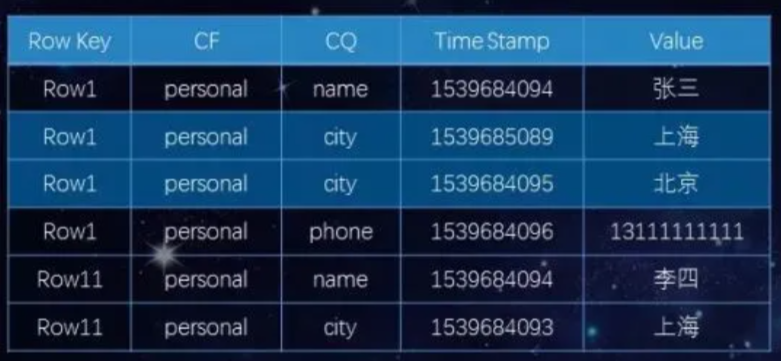 Row Key CF CQ Time Stamp Value
Row1 personal name 1539684094 张三
Row1 personal city 1539685089 上海
Row1 personal city 1539684095 北京
Row1 personal phone 1539684096 13111111111
Row11 personal name 1539684094 李四
Row11 personal city 1539684093 上海